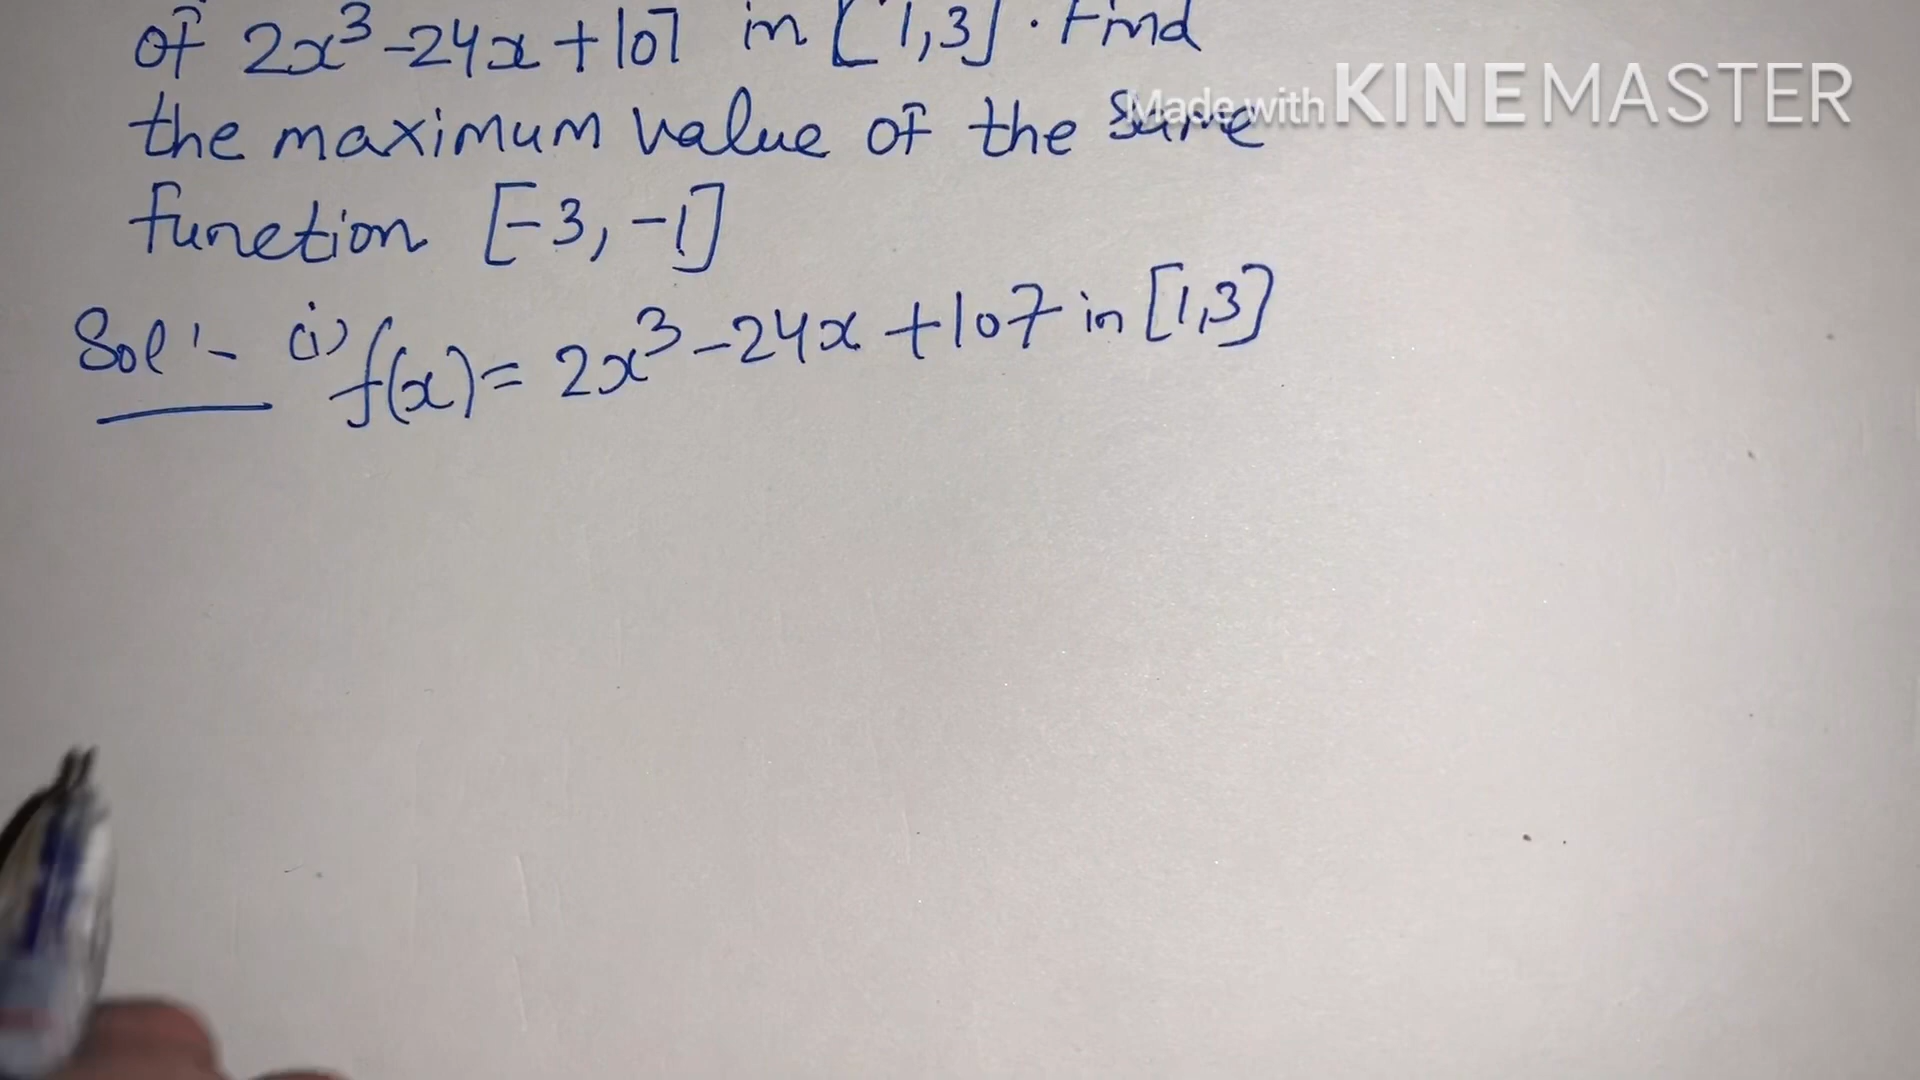 of 2x³-24x+107 in [1,3]. Find
Made with KINEMASTER
the maximum value of the same
function [-3,-1]
Sol:- (i) f(x)= 2x³-24x+107 in [1,3]